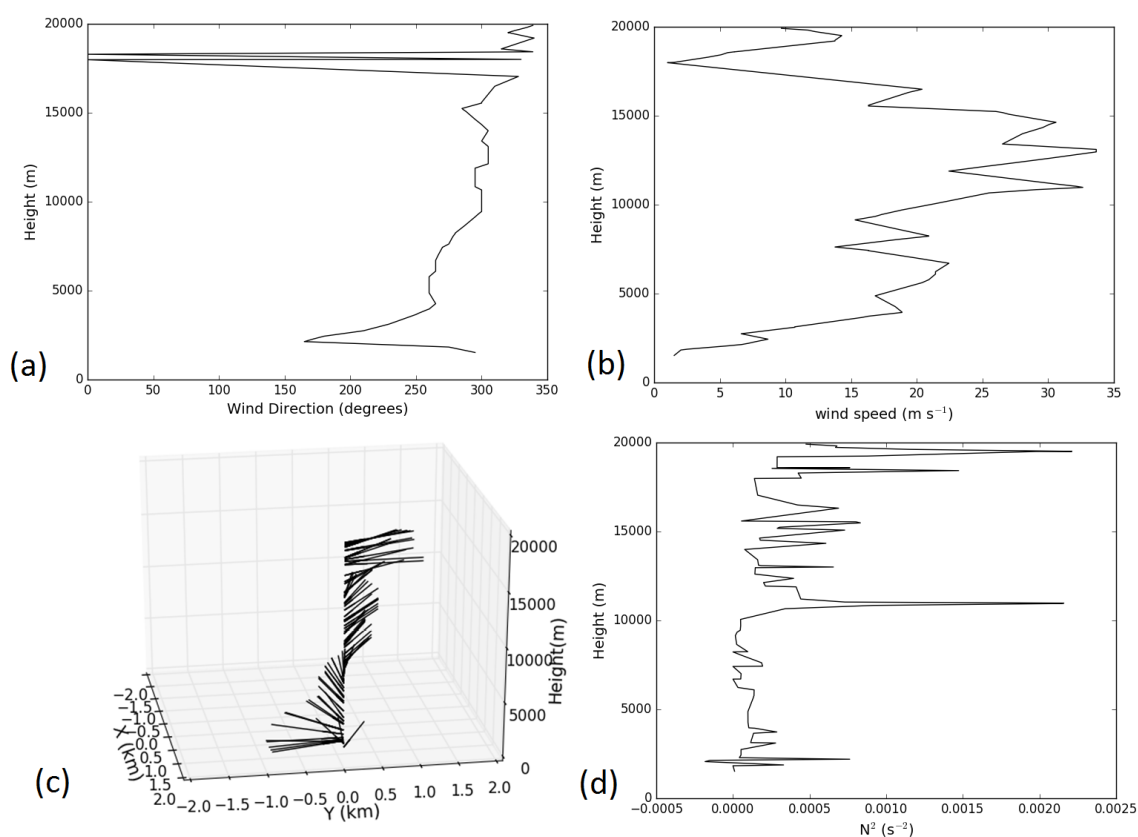 20000
15000
10000
5000
0
Height (m)
0 50 100 150 200 250 300 350
Wind Direction (degrees)
(a)
20000
15000
10000
5000
0
Height (m)
0 5 10 15 20 25 30 35
wind speed (m s⁻¹)
(b)
20000
15000
10000
5000
0
Height(m)
−2.0
−1.5
−1.0
−0.5
0.0
0.5
1.0
1.5
2.0
X (km)
−2.0 −1.5 −1.0 −0.5 0.0 0.5 1.0 1.5 2.0
Y (km)
(c)
20000
15000
10000
5000
0
Height (m)
−0.0005 0.0000 0.0005 0.0010 0.0015 0.0020 0.0025
N² (s⁻²)
(d)